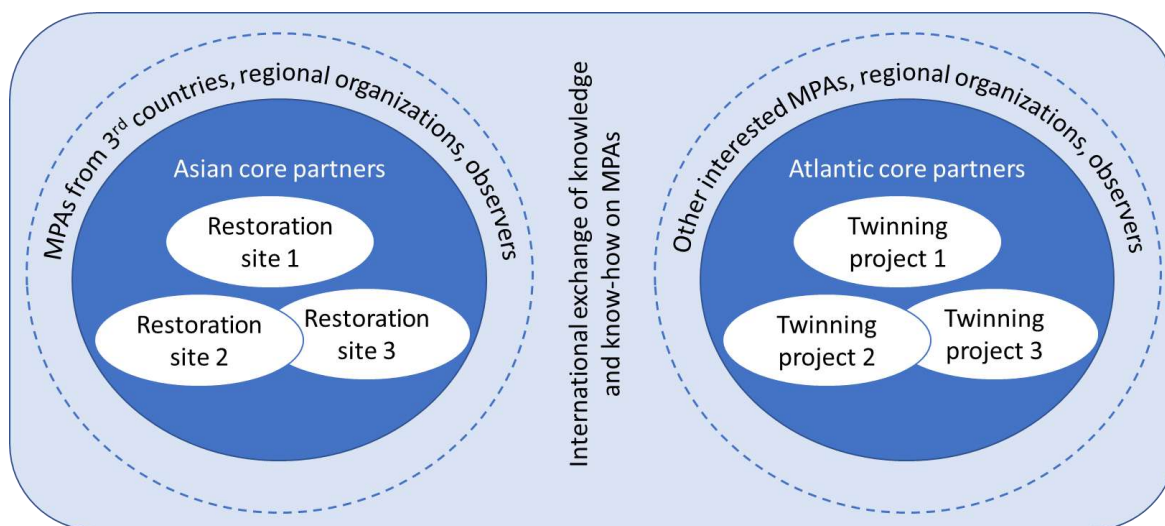 MPAs from 3rd countries, regional organizations, observers
Asian core partners
Restoration
site 1
Restoration
site 2
Restoration
site 3
International exchange of knowledge
and know-how on MPAs
Other interested MPAs, regional organizations, observers
Atlantic core partners
Twinning
project 1
Twinning
project 2
Twinning
project 3